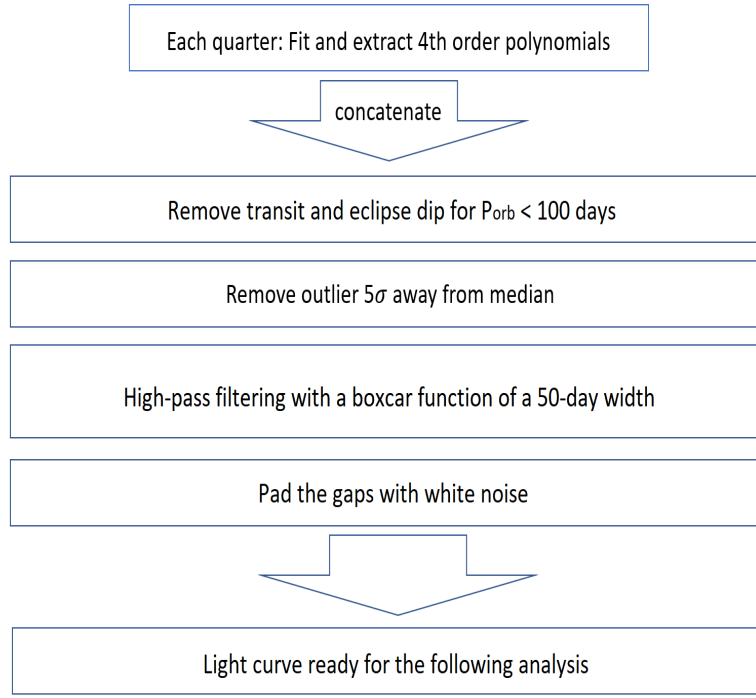 Each quarter: Fit and extract 4th order polynomials
concatenate
Remove transit and eclipse dip for Porb < 100 days
Remove outlier 5σ away from median
High-pass filtering with a boxcar function of a 50-day width
Pad the gaps with white noise
Light curve ready for the following analysis